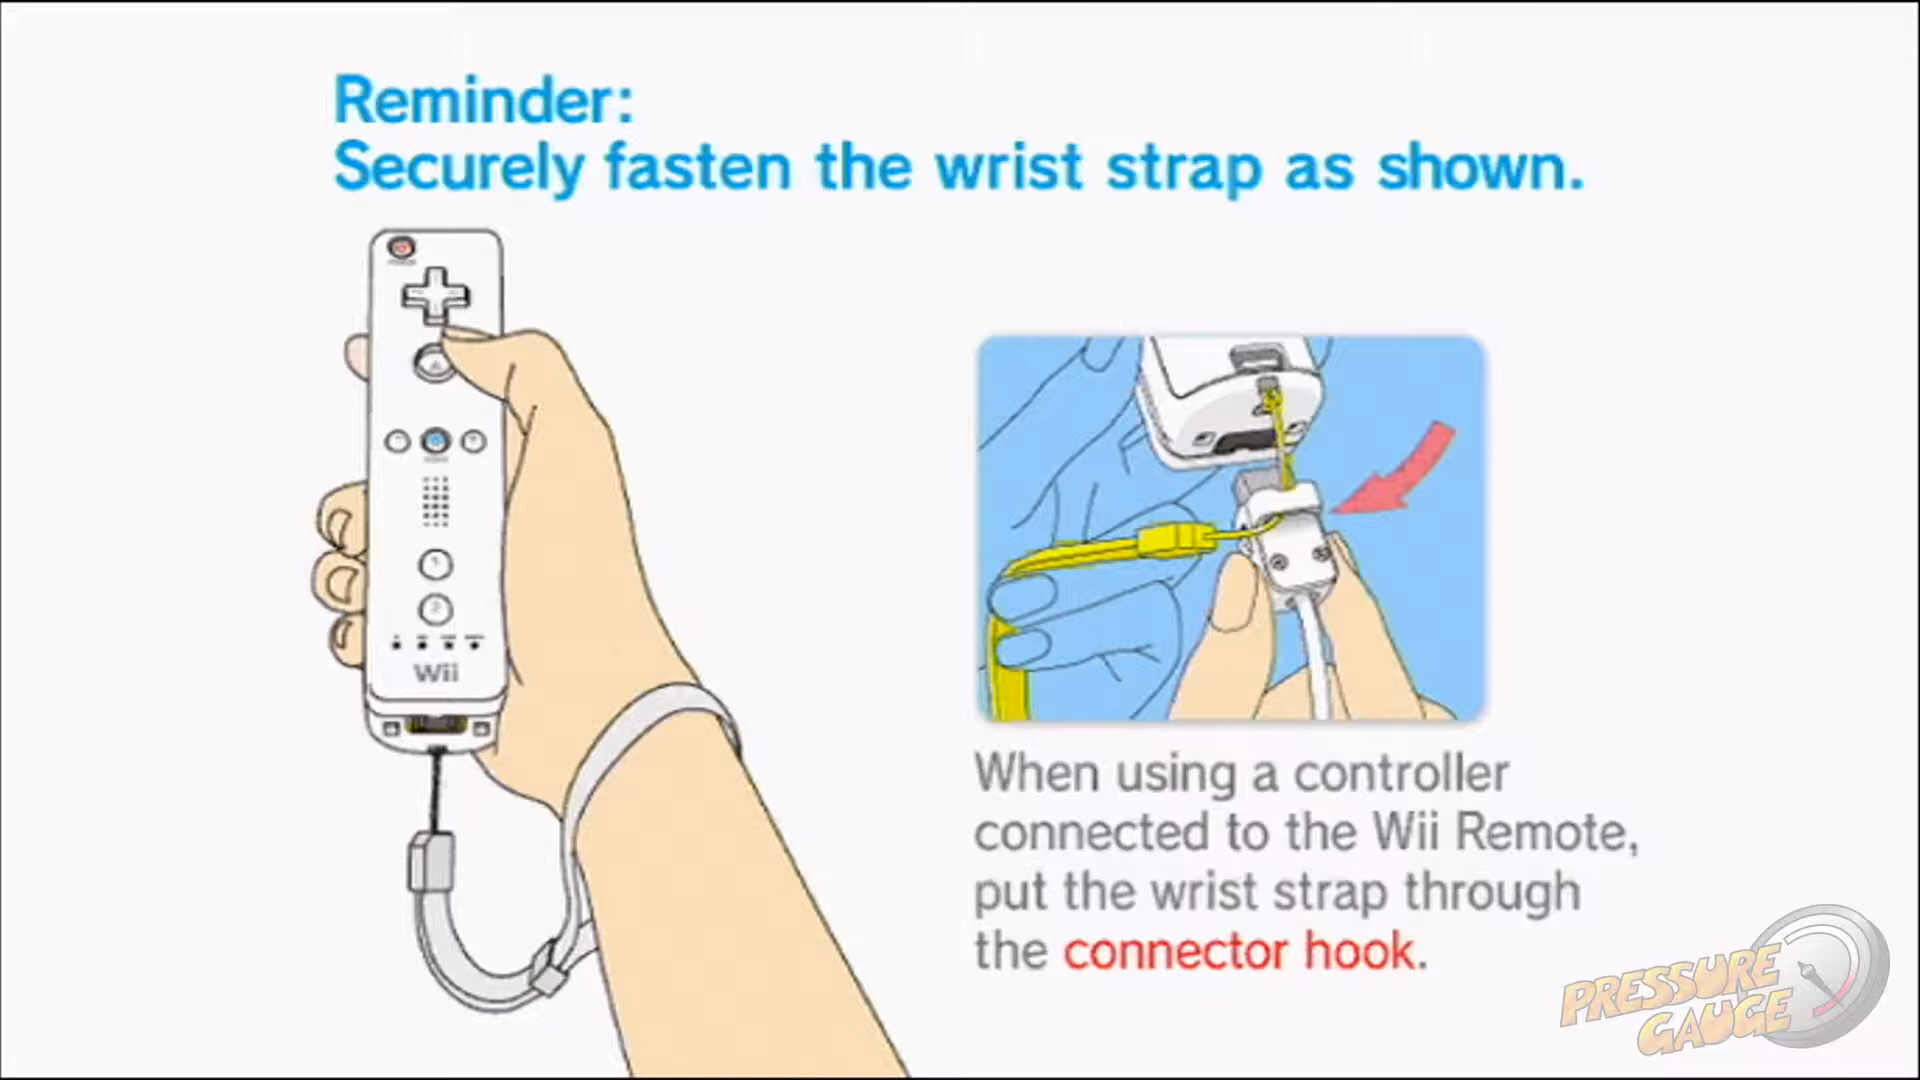 Reminder:
Securely fasten the wrist strap as shown.
Wii
When using a controller
connected to the Wii Remote,
put the wrist strap through
the connector hook.
PRESSURE
GAUGE